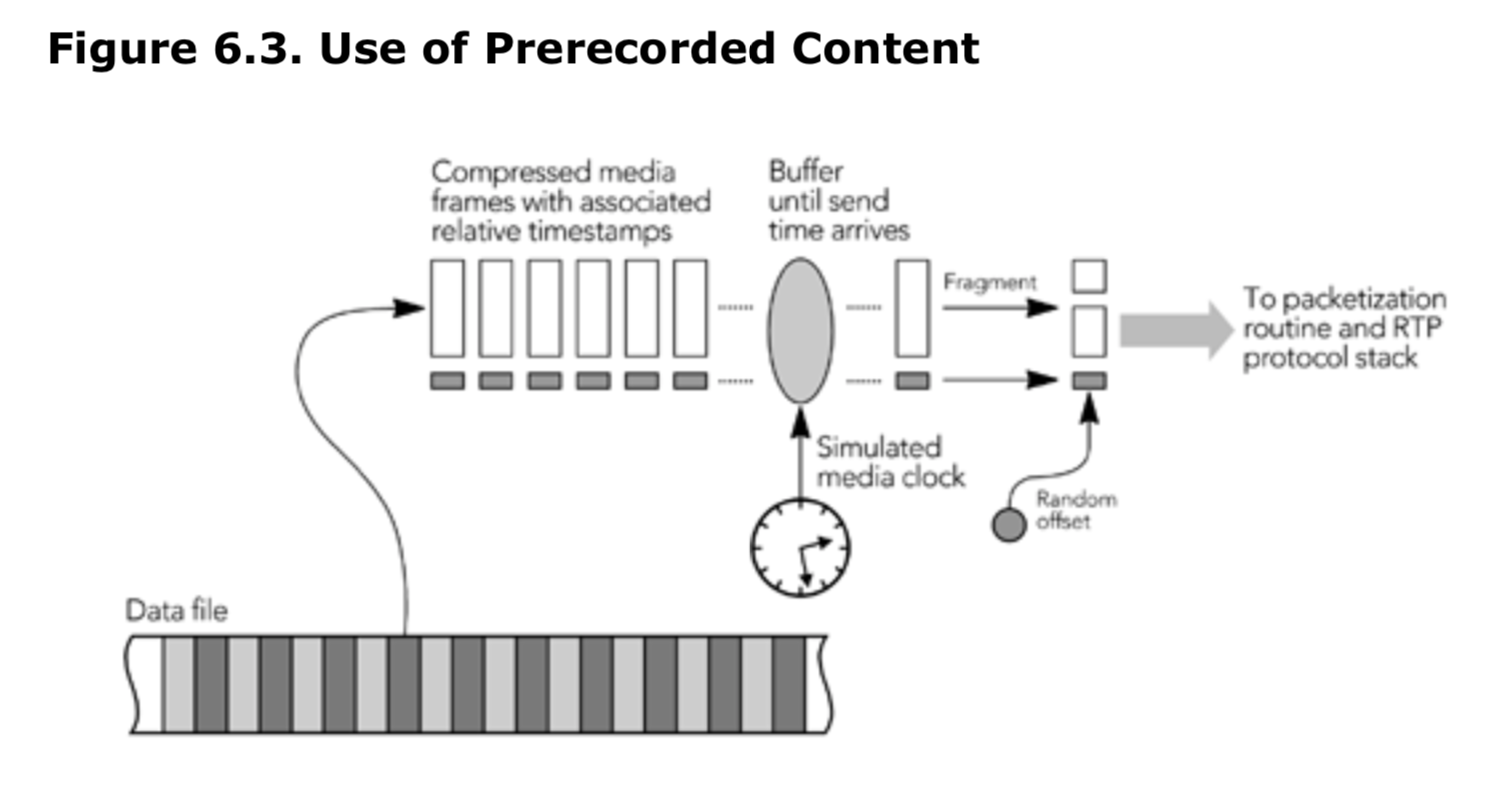 Figure 6.3. Use of Prerecorded Content
Compressed media
frames with associated
relative timestamps
Buffer
until send
time arrives
Fragment
To packetization
routine and RTP
protocol stack
Simulated
media clock
Random
offset
Data file